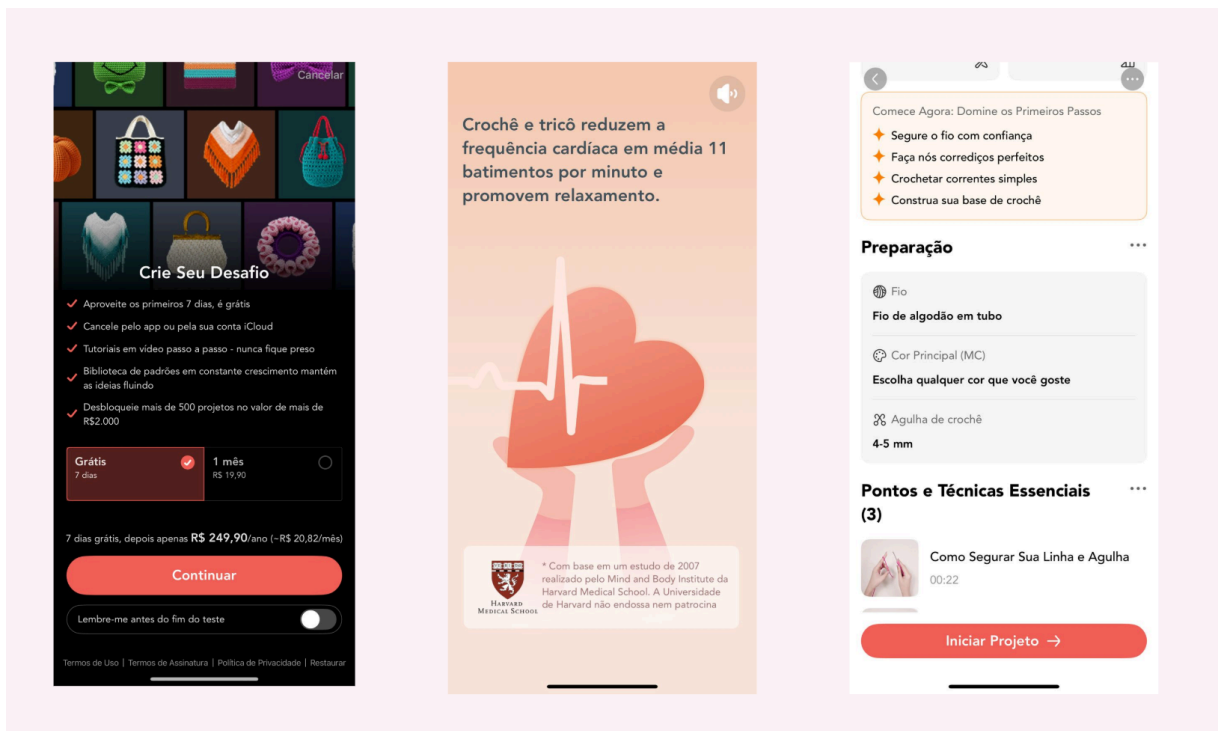 Cancelar
Crie Seu Desafio
Aproveite os primeiros 7 dias, é grátis
Cancele pelo app ou pela sua conta iCloud
Tutoriais em vídeo passo a passo - nunca fique preso
Biblioteca de padrões em constante crescimento mantém
as ideias fluindo
Desbloqueie mais de 500 projetos no valor de mais de
R$2.000
Grátis
7 dias
1 mês
R$ 19,90
7 dias grátis, depois apenas R$ 249,90/ano (~R$ 20,82/mês)
Continuar
Lembre-me antes do fim do teste
Termos de Uso | Termos de Assinatura | Política de Privacidade | Restaurar
Crochê e tricô reduzem a
frequência cardíaca em média 11
batimentos por minuto e
promovem relaxamento.
HARVARD
MEDICAL SCHOOL
* Com base em um estudo de 2007
realizado pelo Mind and Body Institute da
Harvard Medical School. A Universidade
de Harvard não endossa nem patrocina
Comece Agora: Domine os Primeiros Passos
Segure o fio com confiança
Faça nós corrediços perfeitos
Crochetar correntes simples
Construa sua base de crochê
Preparação
Fio
Fio de algodão em tubo
Cor Principal (MC)
Escolha qualquer cor que você goste
Agulha de crochê
4-5 mm
Pontos e Técnicas Essenciais
(3)
Como Segurar Sua Linha e Agulha
00:22
Iniciar Projeto →